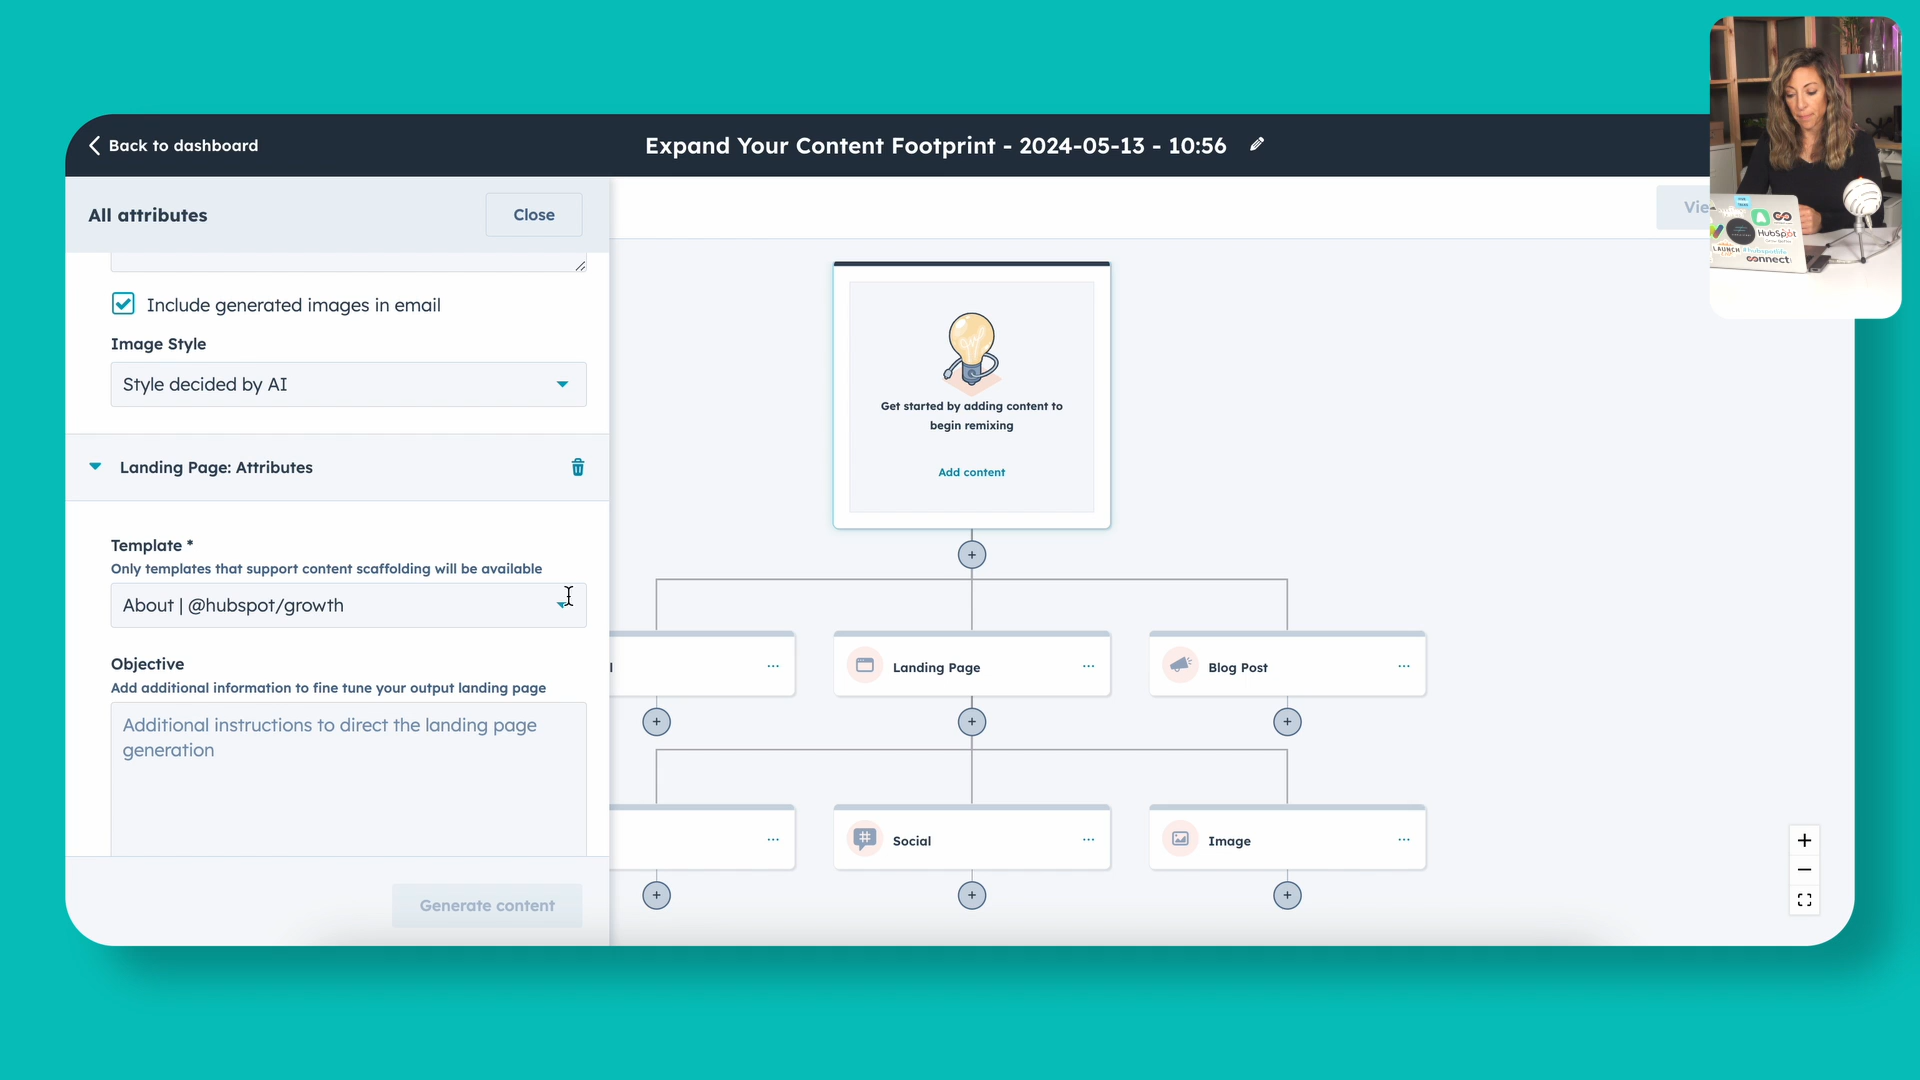 Back to dashboard
Expand Your Content Footprint - 2024-05-13 - 10:56
All attributes
Close
Vie
Include generated images in email
Image Style
Style decided by AI
Landing Page: Attributes
Template *
Only templates that support content scaffolding will be available
About | @hubspot/growth
Objective
Add additional information to fine tune your output landing page
Additional instructions to direct the landing page
generation
Generate content
Get started by adding content to
begin remixing
Add content
l
Landing Page
Blog Post
Social
Image
HubSpot
LAUNCH
connect